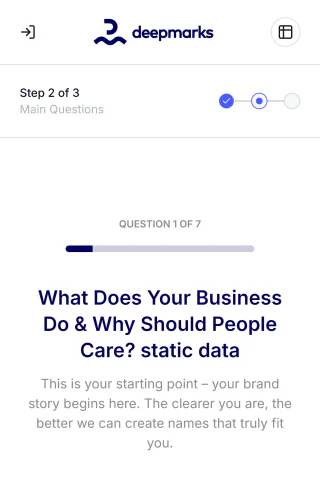 deepmarks
Step 2 of 3
Main Questions
QUESTION 1 OF 7
What Does Your Business
Do & Why Should People
Care? static data
This is your starting point – your brand
story begins here. The clearer you are, the
better we can create names that truly fit
you.